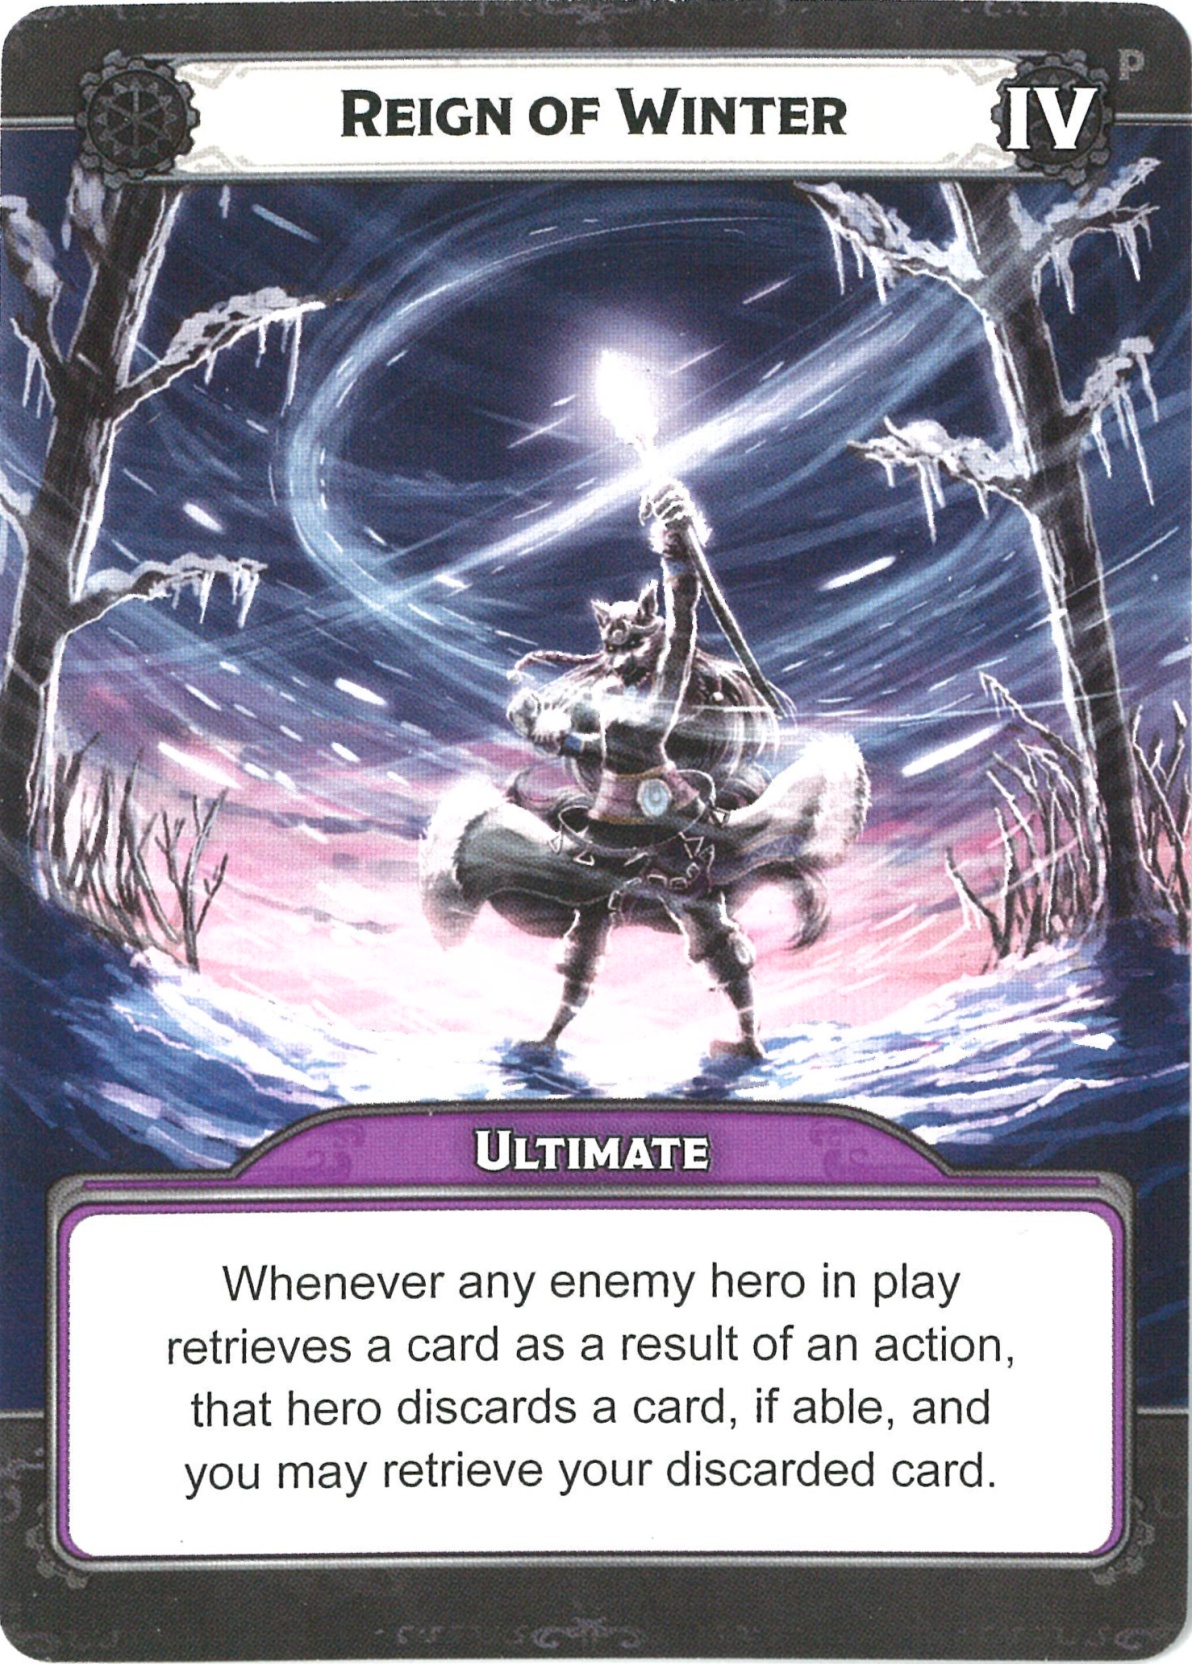 P
REIGN OF WINTER
IV
ULTIMATE
Whenever any enemy hero in play
retrieves a card as a result of an action,
that hero discards a card, if able, and
you may retrieve your discarded card.